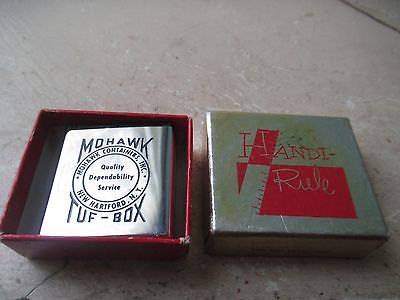 MOHAWK
MOHAWK CONTAINERS, INC.
Quality
Dependability
Service
NEW HARTFORD, N.Y.
TUF-BOX
HANDI-
Rule